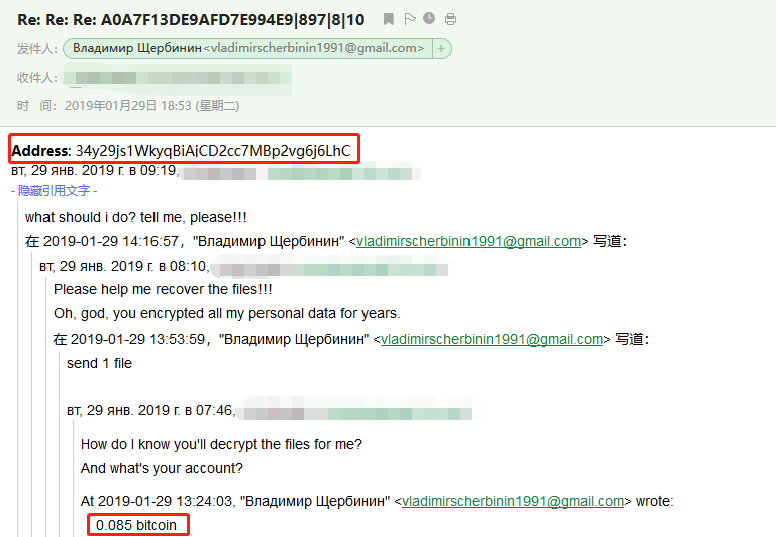 Re: Re: Re: A0A7F13DE9AFD7E994E9|897|8|10
发件人： Владимир Щербинин<vladimirscherbinin1991@gmail.com> +
收件人：
时 间： 2019年01月29日 18:53 (星期二)
Address: 34y29js1WkyqBiAjCD2cc7MBp2vg6j6LhC
вт, 29 янв. 2019 г. в 09:19,
- 隐藏引用文字 -
what should i do? tell me, please!!!
在 2019-01-29 14:16:57，"Владимир Щербинин" <vladimirscherbinin1991@gmail.com> 写道：
вт, 29 янв. 2019 г. в 08:10,
Please help me recover the files!!!
Oh, god, you encrypted all my personal data for years.
在 2019-01-29 13:53:59，"Владимир Щербинин" <vladimirscherbinin1991@gmail.com> 写道：
send 1 file
вт, 29 янв. 2019 г. в 07:46,
How do I know you'll decrypt the files for me?
And what's your account?
At 2019-01-29 13:24:03, "Владимир Щербинин" <vladimirscherbinin1991@gmail.com> wrote:
0.085 bitcoin